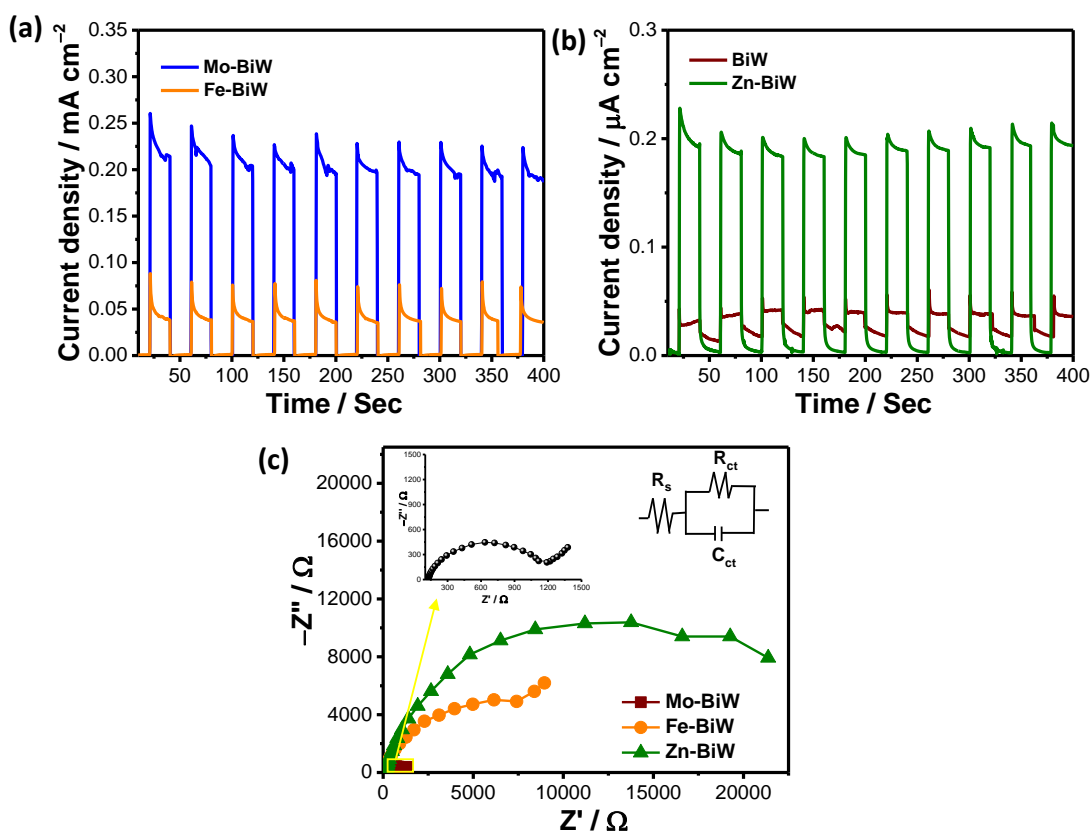 (a)
0.35
0.30
0.25
0.20
0.15
0.10
0.05
0.00
Current density / mA cm⁻²
Mo-BiW
Fe-BiW
50 100 150 200 250 300 350 400
Time / Sec
(b)
0.3
0.2
0.1
0.0
Current density / μA cm⁻²
BiW
Zn-BiW
50 100 150 200 250 300 350 400
Time / Sec
(c)
20000
16000
12000
8000
4000
0
−Z'' / Ω
1500
1200
900
600
300
0
−Z'' / Ω
300 600 900 1200 1500
Z' / Ω
Rs
Rct
Cct
Mo-BiW
Fe-BiW
Zn-BiW
0 5000 10000 15000 20000
Z' / Ω